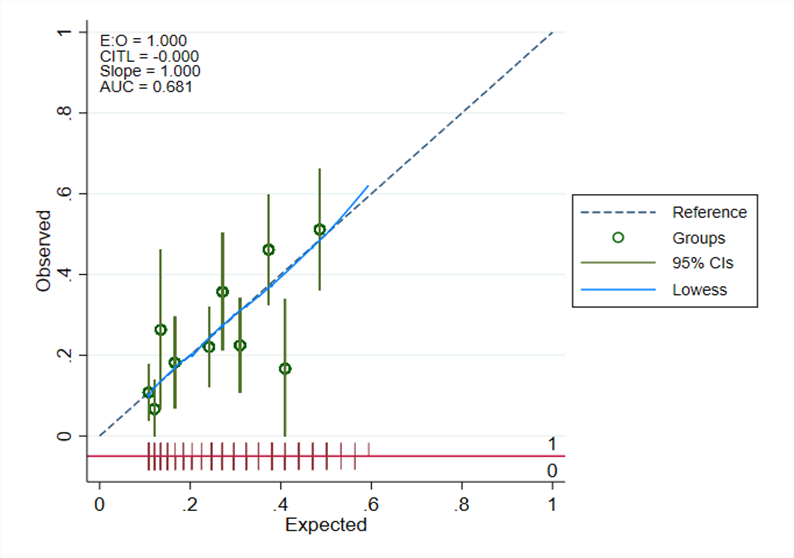 E:O = 1.000
CITL = -0.000
Slope = 1.000
AUC = 0.681
1
.8
.6
.4
.2
0
Observed
1
0
0
.2
.4
.6
.8
1
Expected
Reference
Groups
95% CIs
Lowess